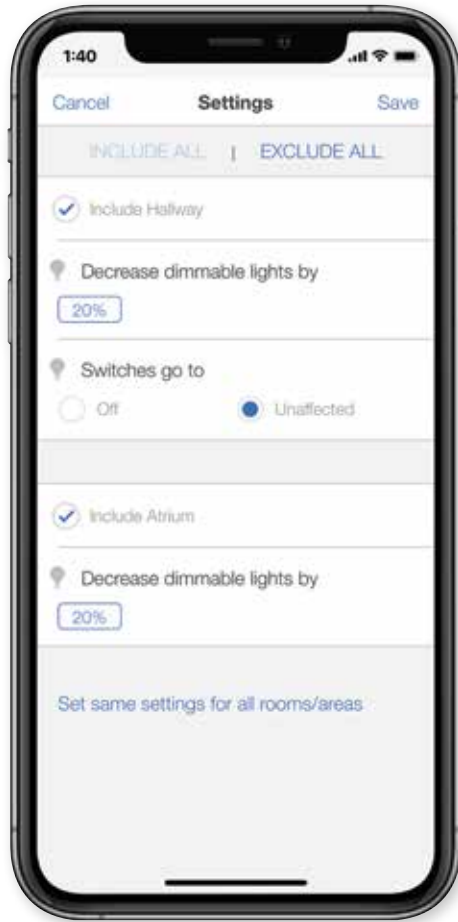 1:40
Cancel Settings Save
INCLUDE ALL | EXCLUDE ALL
Include Hallway
Decrease dimmable lights by
20%
Switches go to
Off Unaffected
Include Atrium
Decrease dimmable lights by
20%
Set same settings for all rooms/areas